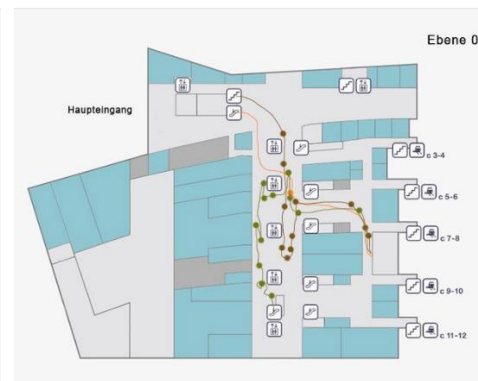 Ebene 0
Haupteingang
c 3-4
c 5-6
c 7-8
c 9-10
c 11-12